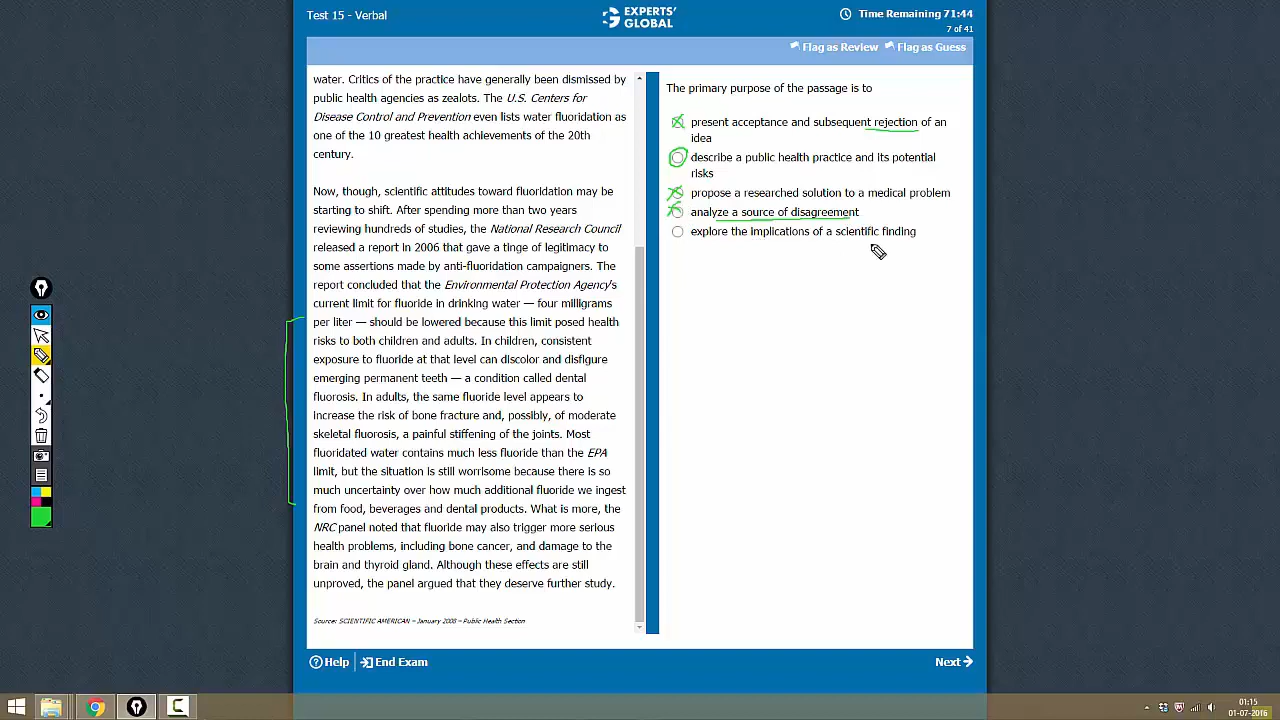 Test 15 - Verbal
EXPERTS'
GLOBAL
Time Remaining 71:44
7 of 41
Flag as Review
Flag as Guess
water. Critics of the practice have generally been dismissed by
public health agencies as zealots. The U.S. Centers for
Disease Control and Prevention even lists water fluoridation as
one of the 10 greatest health achievements of the 20th
century.
Now, though, scientific attitudes toward fluoridation may be
starting to shift. After spending more than two years
reviewing hundreds of studies, the National Research Council
released a report in 2006 that gave a tinge of legitimacy to
some assertions made by anti-fluoridation campaigners. The
report concluded that the Environmental Protection Agency's
current limit for fluoride in drinking water — four milligrams
per liter — should be lowered because this limit posed health
risks to both children and adults. In children, consistent
exposure to fluoride at that level can discolor and disfigure
emerging permanent teeth — a condition called dental
fluorosis. In adults, the same fluoride level appears to
increase the risk of bone fracture and, possibly, of moderate
skeletal fluorosis, a painful stiffening of the joints. Most
fluoridated water contains much less fluoride than the EPA
limit, but the situation is still worrisome because there is so
much uncertainty over how much additional fluoride we ingest
from food, beverages and dental products. What is more, the
NRC panel noted that fluoride may also trigger more serious
health problems, including bone cancer, and damage to the
brain and thyroid gland. Although these effects are still
unproved, the panel argued that they deserve further study.
Source: SCIENTIFIC AMERICAN – January 2008 – Public Health Section
The primary purpose of the passage is to
present acceptance and subsequent rejection of an
idea
describe a public health practice and its potential
risks
propose a researched solution to a medical problem
analyze a source of disagreement
explore the implications of a scientific finding
Help
End Exam
Next
01:15
01-07-2016